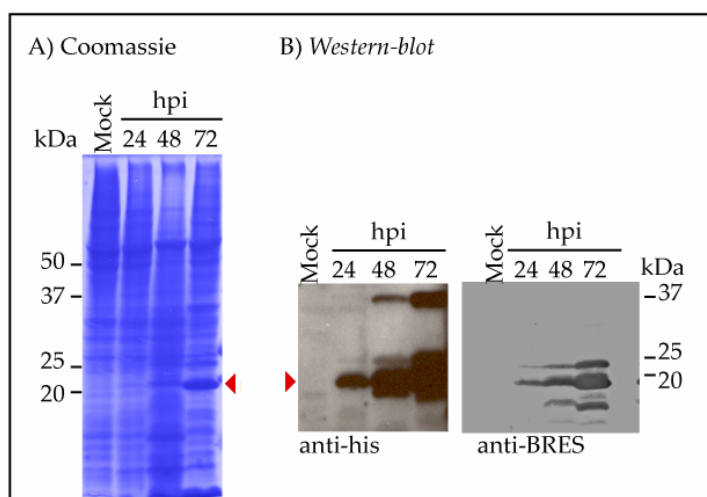 A) Coomassie
B) Western-blot
hpi
kDa Mock 24 48 72
50
37
25
20
hpi
Mock 24 48 72
anti-his
hpi
Mock 24 48 72 kDa
37
25
20
anti-BRES